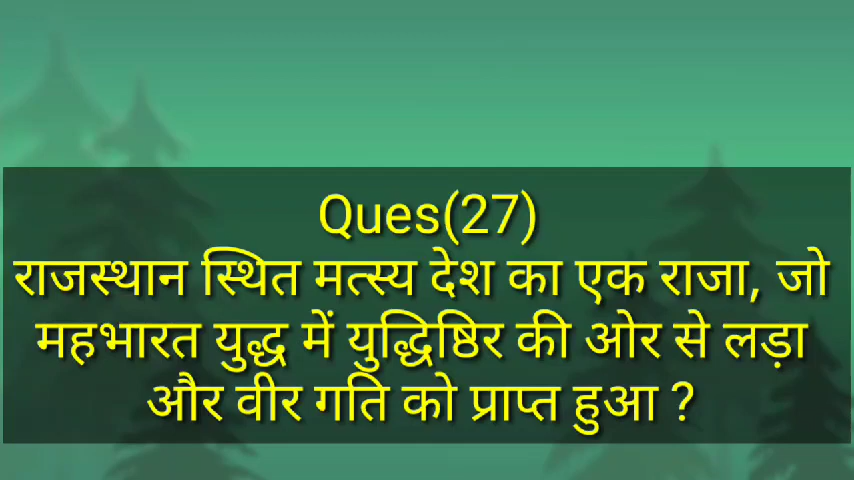 Ques(27)
राजस्थान स्थित मत्स्य देश का एक राजा, जो
महभारत युद्ध में युद्धिष्ठिर की ओर से लड़ा
और वीर गति को प्राप्त हुआ ?